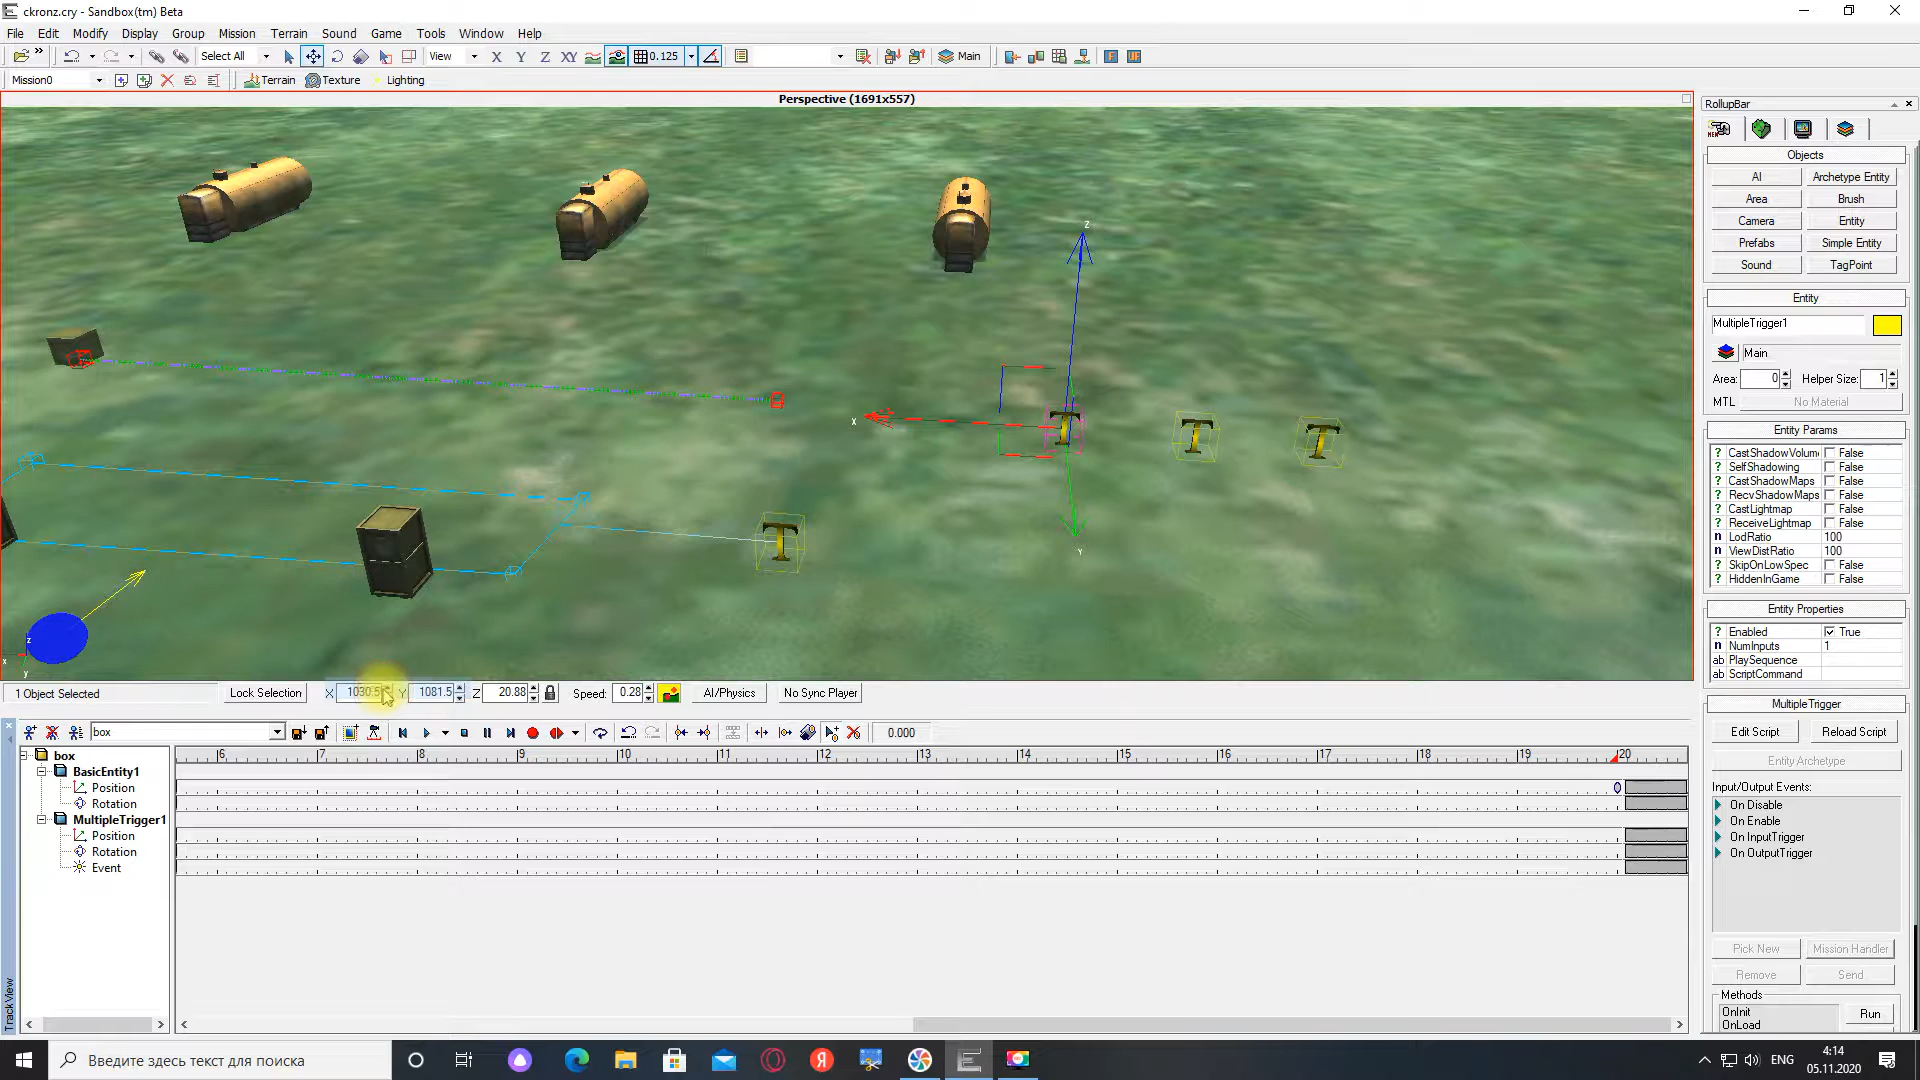 ckronz.cry - Sandbox(tm) Beta
File Edit Modify Display Group Mission Terrain Sound Game Tools Window Help
Select All View X Y Z XY 0.125 Main
Mission0 Terrain Texture Lighting
Perspective (1691x557)
Z
X
Y
z
x
y
1 Object Selected Lock Selection X 1030.5 Y 1081.5 Z 20.88 Speed: 0.28 AI/Physics No Sync Player
box 0.000
6 7 8 9 10 11 12 13 14 15 16 17 18 19 20
box
BasicEntity1
Position
Rotation
MultipleTrigger1
Position
Rotation
Event
Track View
RollupBar
Objects
AI Archetype Entity
Area Brush
Camera Entity
Prefabs Simple Entity
Sound TagPoint
Entity
MultipleTrigger1
Main
Area: 0 Helper Size: 1
MTL No Material
Entity Params
? CastShadowVolum False
? SelfShadowing False
? CastShadowMaps False
? RecvShadowMaps False
? CastLightmap False
? ReceiveLightmap False
n LodRatio 100
n ViewDistRatio 100
? SkipOnLowSpec False
? HiddenInGame False
Entity Properties
? Enabled True
n NumInputs 1
ab PlaySequence
ab ScriptCommand
MultipleTrigger
Edit Script Reload Script
Entity Archetype
Input/Output Events:
On Disable
On Enable
On InputTrigger
On OutputTrigger
Pick New Mission Handler
Remove Send
Methods
OnInit
OnLoad
Run
Введите здесь текст для поиска
ENG
4:14
05.11.2020